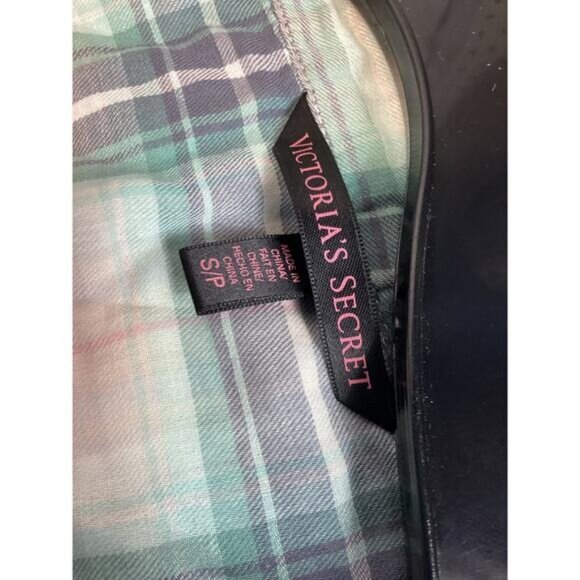 VICTORIA'S SECRET
MADE IN
CHINA/
FAIT EN
CHINE/
HECHO EN
CHINA
S/P